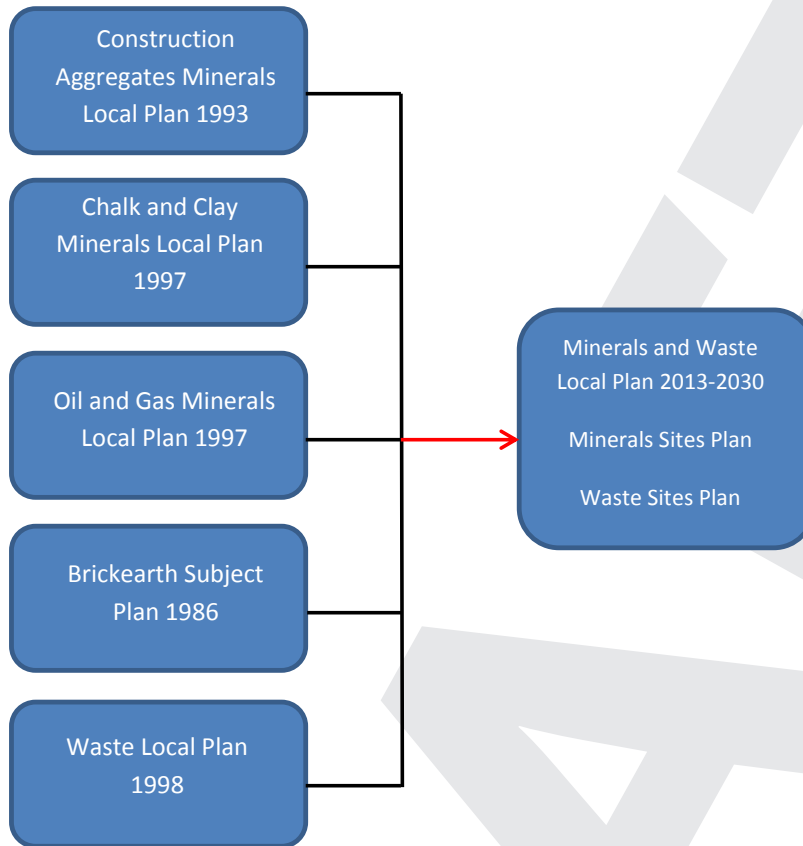 Construction
Aggregates Minerals
Local Plan 1993
Chalk and Clay
Minerals Local Plan
1997
Oil and Gas Minerals
Local Plan 1997
Brickearth Subject
Plan 1986
Waste Local Plan
1998
Minerals and Waste
Local Plan 2013-2030
Minerals Sites Plan
Waste Sites Plan